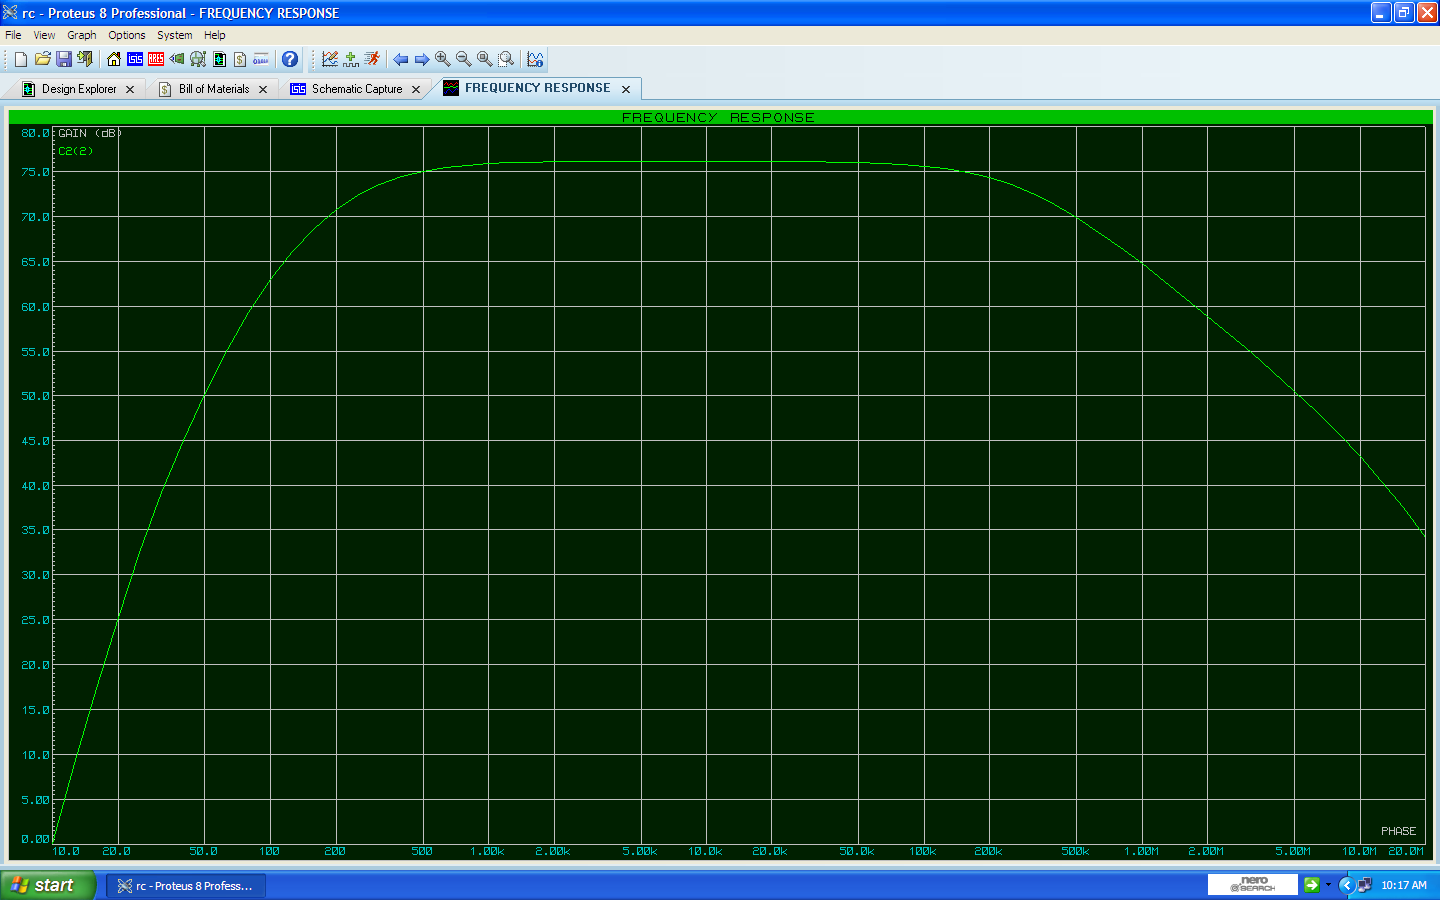 rc - Proteus 8 Professional - FREQUENCY RESPONSE
File View Graph Options System Help
isis ARES $
Design Explorer Bill of Materials Schematic Capture FREQUENCY RESPONSE
FREQUENCY RESPONSE
80.0 GAIN (dB)
C2(2)
75.0
70.0
65.0
60.0
55.0
50.0
45.0
40.0
35.0
30.0
25.0
20.0
15.0
10.0
5.00
0.00
PHASE
10.0 20.0 50.0 100 200 500 1.00k 2.00k 5.00k 10.0k 20.0k 50.0k 100k 200k 500k 1.00M 2.00M 5.00M 10.0M 20.0M
start rc - Proteus 8 Profess... nero @SEARCH 10:17 AM